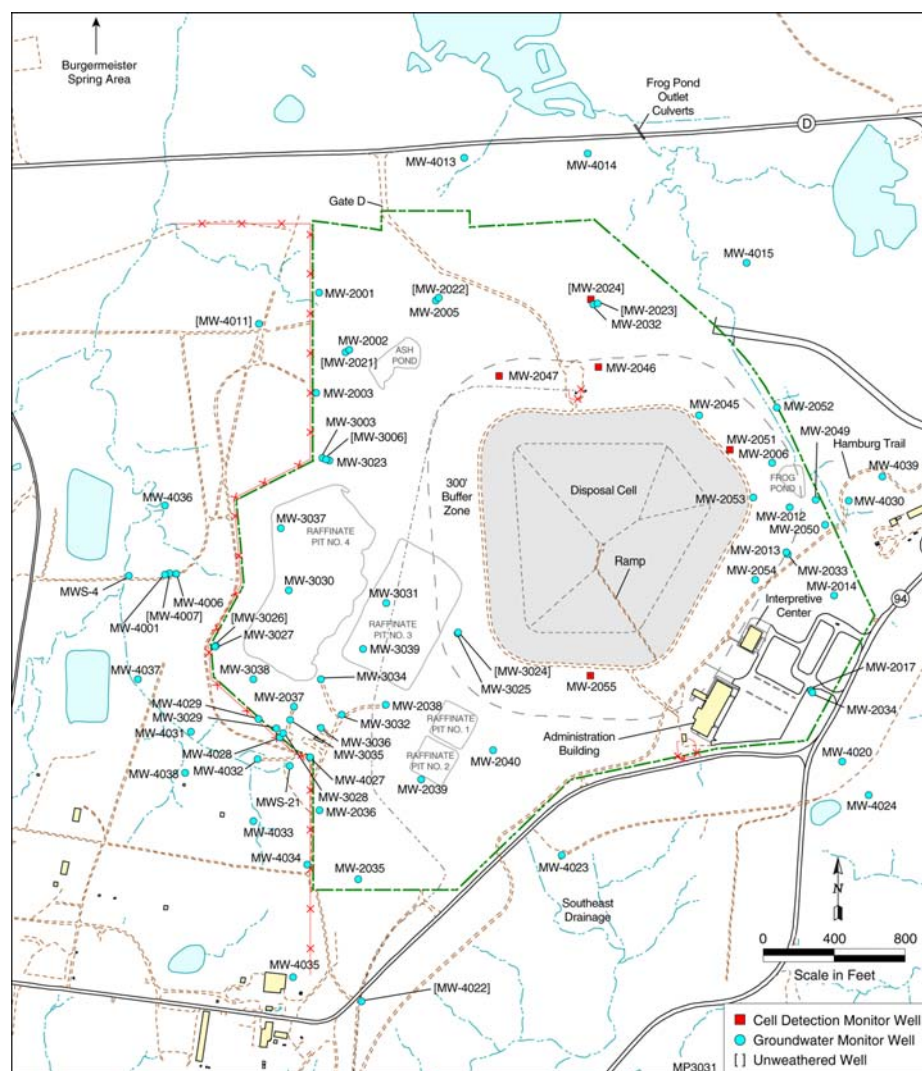 Burgermeister
Spring Area
Frog Pond
Outlet
Culverts
D
MW-4013
MW-4014
Gate D
MW-4015
MW-2001
[MW-2022]
MW-2005
[MW-2024]
[MW-2023]
MW-2032
[MW-4011]
MW-2002
[MW-2021]
ASH
POND
MW-2047
MW-2046
MW-2003
MW-2045
MW-2052
MW-2051
MW-2049
MW-2006
Hamburg Trail
MW-3003
[MW-3006]
MW-3023
MW-4039
FROG
POND
300'
Buffer
Zone
Disposal Cell
MW-2053
MW-4030
MW-4036
MW-2012
MW-3037
RAFFINATE
PIT NO. 4
MW-2050
MW-2013
Ramp
MW-2033
MWS-4
MW-4006
[MW-4007]
MW-4001
MW-3030
MW-3031
MW-2054
MW-2014
Interpretive
Center
94
[MW-3026]
MW-3027
RAFFINATE
PIT NO. 3
MW-3039
[MW-3024]
MW-3025
MW-4037
MW-3038
MW-3034
MW-2055
MW-2017
MW-2037
MW-2038
MW-2034
MW-4029
MW-3029
MW-3032
RAFFINATE
PIT NO. 1
MW-4031
MW-3036
MW-4028
MW-3035
Administration
Building
MW-4032
RAFFINATE
PIT NO. 2
MW-2040
MW-4020
MW-4038
MW-4027
MWS-21
MW-2039
MW-3028
MW-4024
MW-2036
MW-4033
MW-4034
MW-2035
MW-4023
Southeast
Drainage
N
0 400 800
Scale in Feet
MW-4035
[MW-4022]
Cell Detection Monitor Well
Groundwater Monitor Well
[ ] Unweathered Well
MP3031